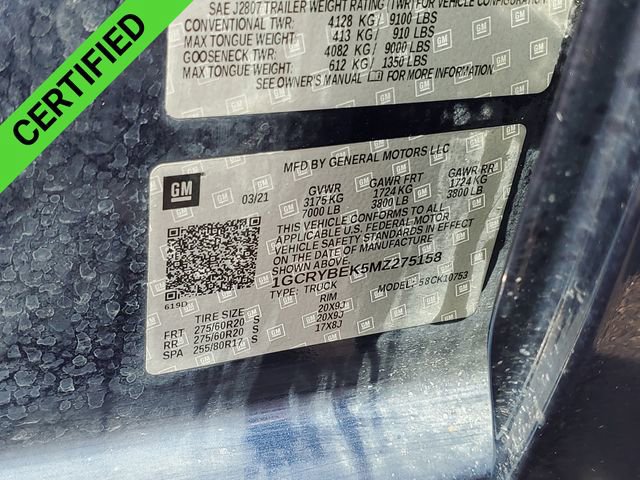 CERTIFIED
SAE J2807 TRAILER WEIGHT RATING (TWR) FOR VEHICLE CONFIGURATION
CONVENTIONAL TWR: 4128 KG / 9100 LBS
MAX TONGUE WEIGHT: 413 KG / 910 LBS
GOOSENECK TWR: 4082 KG / 9000 LBS
MAX TONGUE WEIGHT: 612 KG / 1350 LBS
SEE OWNER'S MANUAL FOR MORE INFORMATION
MFD BY GENERAL MOTORS LLC
GM
03/21
GVWR GAWR FRT GAWR RR
3175 KG 1724 KG 1724 KG
7000 LB 3800 LB 3800 LB
THIS VEHICLE CONFORMS TO ALL
APPLICABLE U.S. FEDERAL MOTOR
VEHICLE SAFETY STANDARDS IN EFFECT
ON THE DATE OF MANUFACTURE
1GCRYBEK5MZ275158
TYPE: TRUCK MODEL: 58CK10753
TIRE SIZE RIM
FRT 275/60R20 S 20X9J
RR 275/60R20 S 20X9J
SPA 255/80R17 S 17X8J